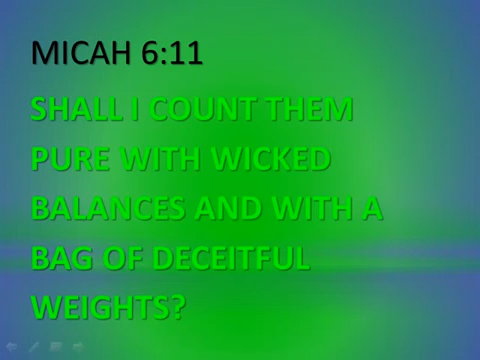 MICAH 6:11
SHALL I COUNT THEM
PURE WITH WICKED
BALANCES AND WITH A
BAG OF DECEITFUL
WEIGHTS?